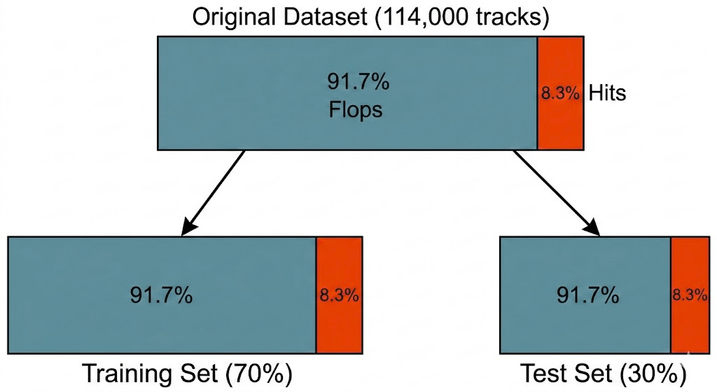 Original Dataset (114,000 tracks)
91.7%
Flops
8.3%
Hits
91.7%
8.3%
91.7%
8.3%
Training Set (70%)
Test Set (30%)